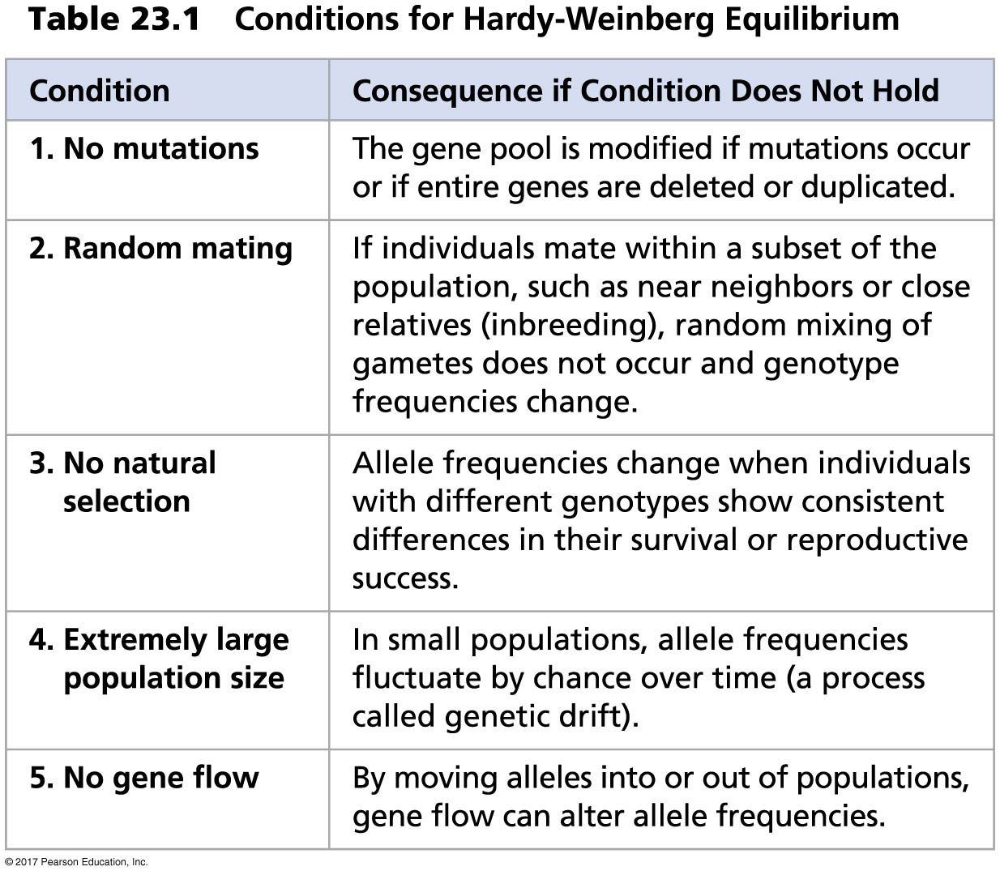 Table 23.1 Conditions for Hardy-Weinberg Equilibrium
Condition
Consequence if Condition Does Not Hold
1. No mutations
The gene pool is modified if mutations occur
or if entire genes are deleted or duplicated.
2. Random mating
If individuals mate within a subset of the
population, such as near neighbors or close
relatives (inbreeding), random mixing of
gametes does not occur and genotype
frequencies change.
3. No natural
selection
Allele frequencies change when individuals
with different genotypes show consistent
differences in their survival or reproductive
success.
4. Extremely large
population size
In small populations, allele frequencies
fluctuate by chance over time (a process
called genetic drift).
5. No gene flow
By moving alleles into or out of populations,
gene flow can alter allele frequencies.
© 2017 Pearson Education, Inc.